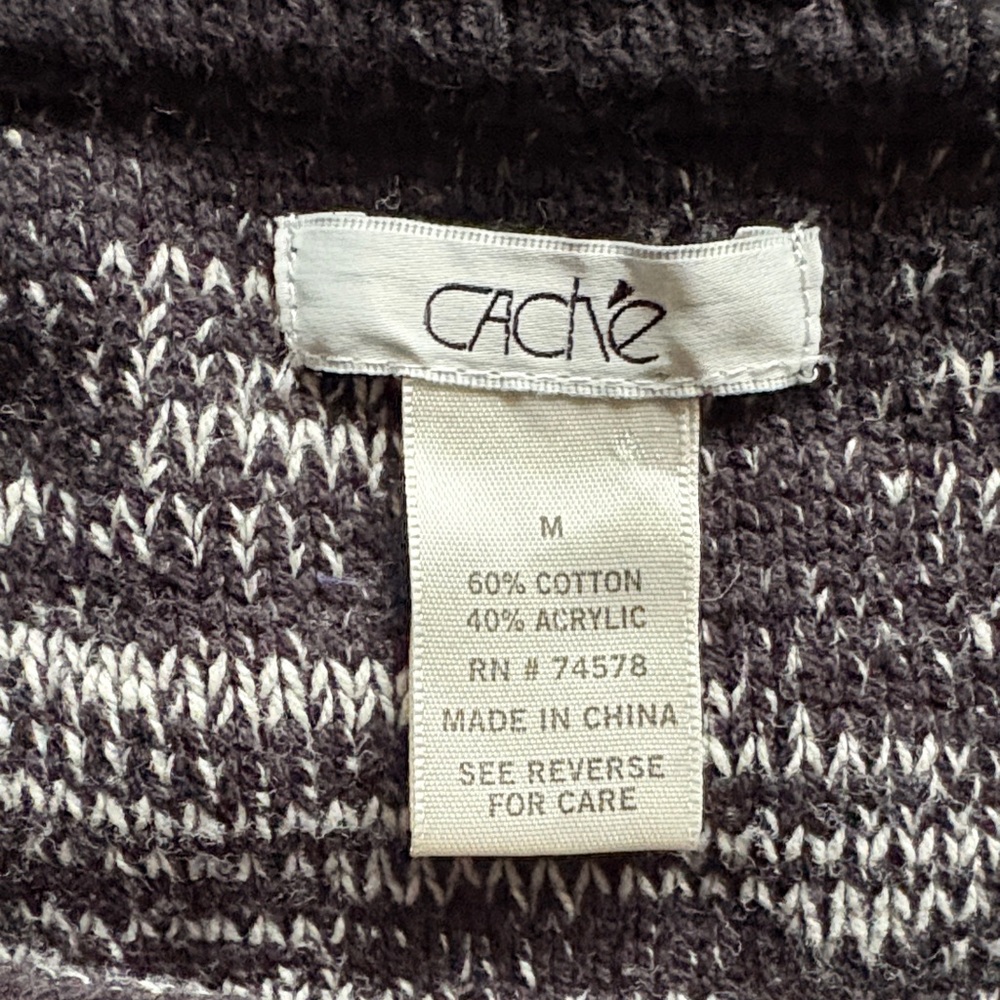 Caché
M
60% COTTON
40% ACRYLIC
RN # 74578
MADE IN CHINA
SEE REVERSE
FOR CARE